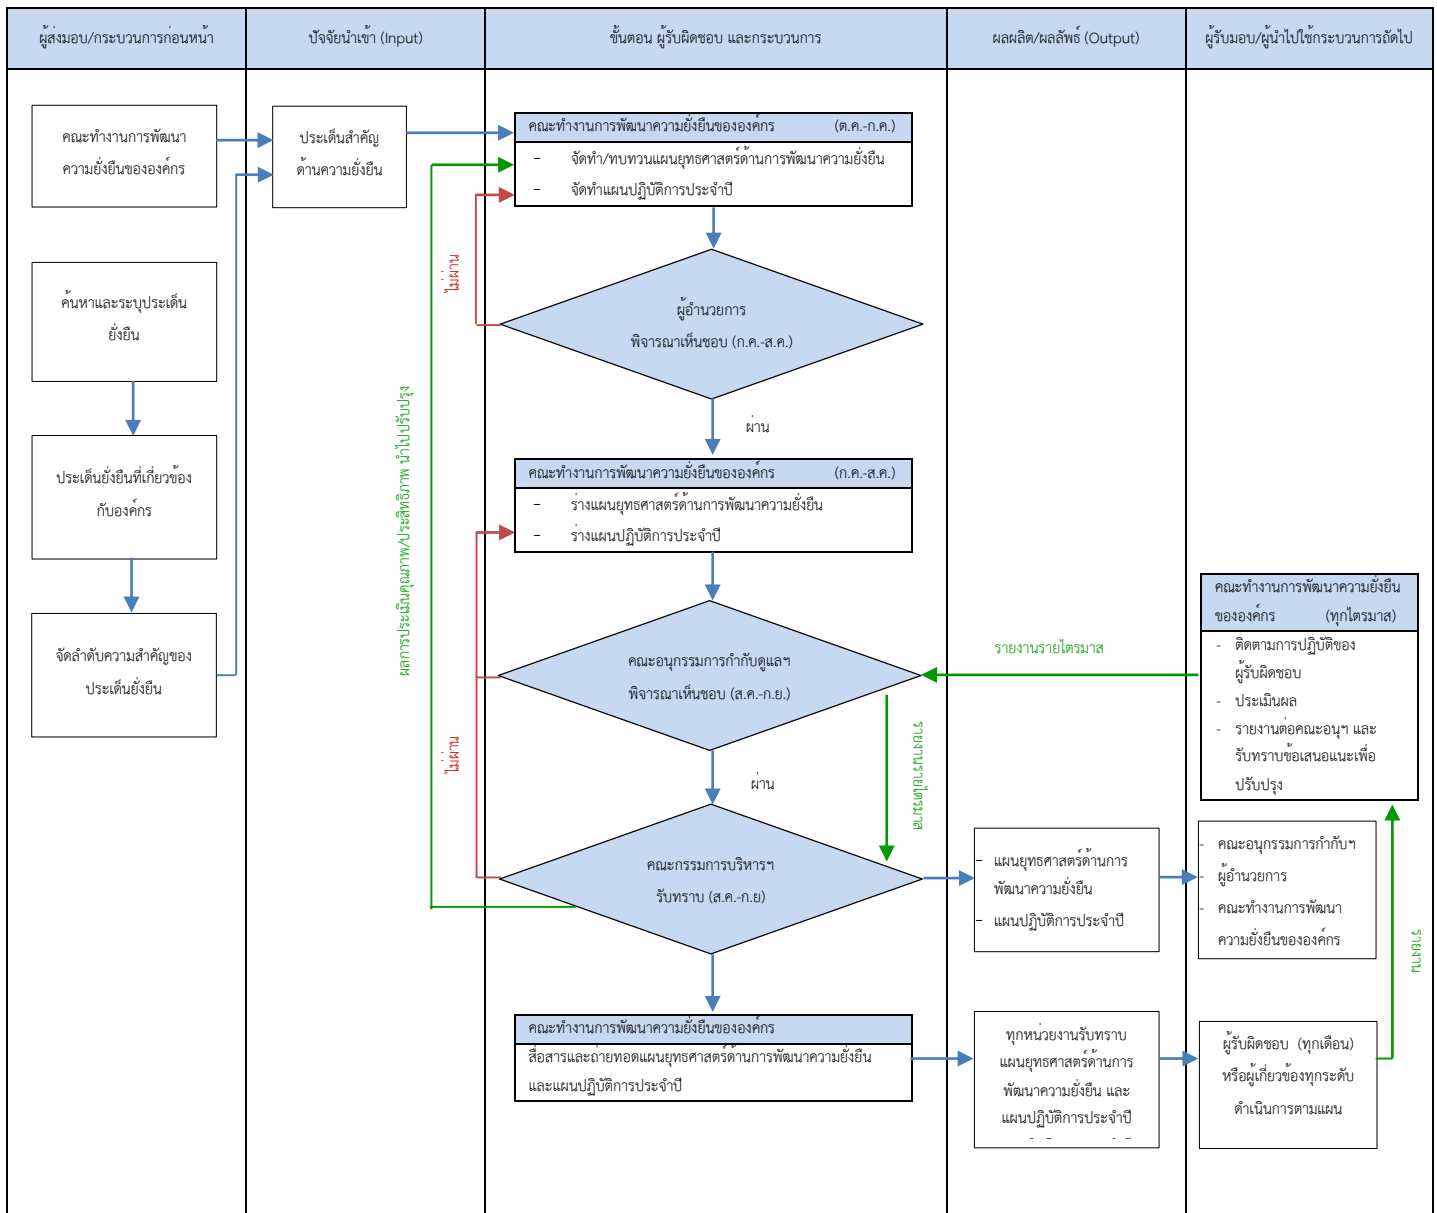 ผู้ส่งมอบ/กระบวนการก่อนหน้า
ปัจจัยนำเข้า (Input)
ขั้นตอน ผู้รับผิดชอบ และกระบวนการ
ผลผลิต/ผลลัพธ์ (Output)
ผู้รับมอบ/ผู้นำไปใช้กระบวนการถัดไป
คณะทำงานการพัฒนา
ความยั่งยืนขององค์กร
ค้นหาและระบุประเด็น
ยั่งยืน
ประเด็นยั่งยืนที่เกี่ยวข้อง
กับองค์กร
จัดลำดับความสำคัญของ
ประเด็นยั่งยืน
ประเด็นสำคัญ
ด้านความยั่งยืน
ผลการประเมินคุณภาพ/ประสิทธิภาพ นำไปปรับปรุง
คณะทำงานการพัฒนาความยั่งยืนขององค์กร (ต.ค.-ก.ค.)
- จัดทำ/ทบทวนแผนยุทธศาสตร์ด้านการพัฒนาความยั่งยืน
- จัดทำแผนปฏิบัติการประจำปี
ไม่ผ่าน
ผู้อำนวยการ
พิจารณาเห็นชอบ (ก.ค.-ส.ค.)
ผ่าน
คณะทำงานการพัฒนาความยั่งยืนขององค์กร (ก.ค.-ส.ค.)
- ร่างแผนยุทธศาสตร์ด้านการพัฒนาความยั่งยืน
- ร่างแผนปฏิบัติการประจำปี
คณะอนุกรรมการกำกับดูแลฯ
พิจารณาเห็นชอบ (ส.ค.-ก.ย.)
ไม่ผ่าน
ผ่าน
รายงานรายไตรมาส
คณะกรรมการบริหารฯ
รับทราบ (ส.ค.-ก.ย)
คณะทำงานการพัฒนาความยั่งยืนขององค์กร
สื่อสารและถ่ายทอดแผนยุทธศาสตร์ด้านการพัฒนาความยั่งยืน
และแผนปฏิบัติการประจำปี
รายงานรายไตรมาส
- แผนยุทธศาสตร์ด้านการ
พัฒนาความยั่งยืน
- แผนปฏิบัติการประจำปี
ทุกหน่วยงานรับทราบ
แผนยุทธศาสตร์ด้านการ
พัฒนาความยั่งยืน และ
แผนปฏิบัติการประจำปี
คณะทำงานการพัฒนาความยั่งยืน
ขององค์กร (ทุกไตรมาส)
- ติดตามการปฏิบัติของ
ผู้รับผิดชอบ
- ประเมินผล
- รายงานต่อคณะอนุฯ และ
รับทราบข้อเสนอแนะเพื่อ
ปรับปรุง
- คณะอนุกรรมการกำกับฯ
- ผู้อำนวยการ
- คณะทำงานการพัฒนา
ความยั่งยืนขององค์กร
รายงาน
ผู้รับผิดชอบ (ทุกเดือน)
หรือผู้เกี่ยวข้องทุกระดับ
ดำเนินการตามแผน